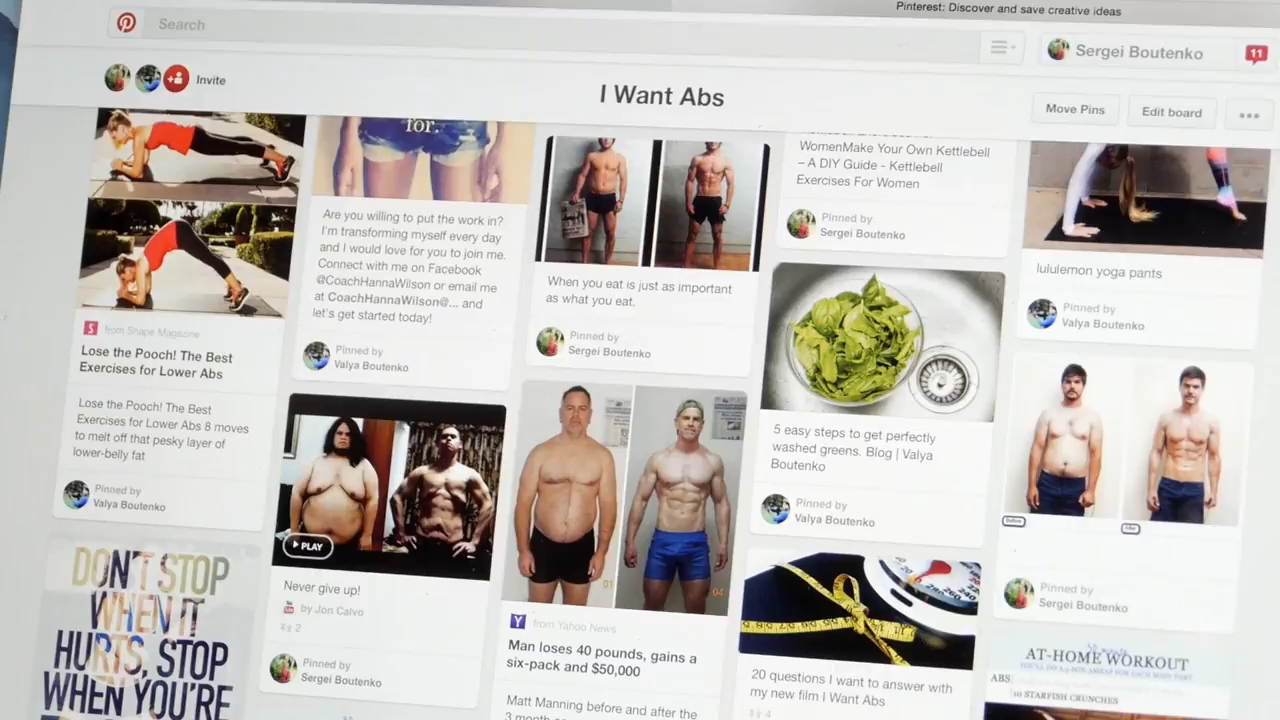 Pinterest: Discover and save creative ideas
Search
Sergei Boutenko
11
Invite
I Want Abs
Move Pins
Edit board
from Shape Magazine
Lose the Pooch! The Best
Exercises for Lower Abs
Lose the Pooch! The Best
Exercises for Lower Abs 8 moves
to melt off that pesky layer of
lower-belly fat
Pinned by
Valya Boutenko
DON'T STOP
WHEN IT
HURTS, STOP
WHEN YOU'RE
for.
Are you willing to put the work in?
I'm transforming myself every day
and I would love for you to join me.
Connect with me on Facebook
@CoachHannaWilson or email me
at CoachHannaWilson@... and
let's get started today!
Pinned by
Valya Boutenko
PLAY
Never give up!
by Jon Calvo
2
Pinned by
Sergei Boutenko
When you eat is just as important
as what you eat.
Pinned by
Sergei Boutenko
01
04
from Yahoo News
Man loses 40 pounds, gains a
six-pack and $50,000
Matt Manning before and after the
WomenMake Your Own Kettlebell
– A DIY Guide - Kettlebell
Exercises For Women
Pinned by
Sergei Boutenko
5 easy steps to get perfectly
washed greens. Blog | Valya
Boutenko
Pinned by
Valya Boutenko
20 questions I want to answer with
my new film I Want Abs
4
lululemon yoga pants
Pinned by
Valya Boutenko
Before
After
Pinned by
Sergei Boutenko
AT-HOME WORKOUT
ABS
10 STARFISH CRUNCHES